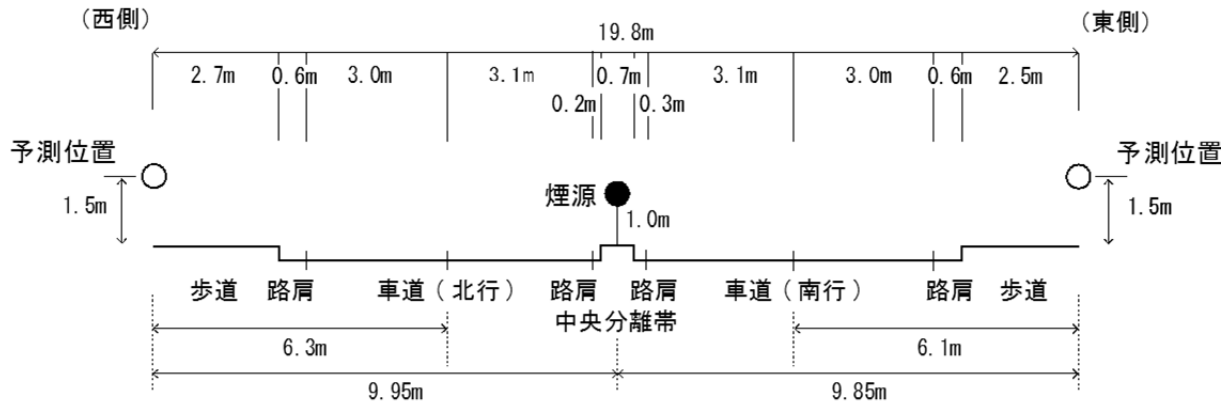 （西側）
（東側）
19.8m
2.7m 0.6m 3.0m 3.1m 0.7m 3.1m 3.0m 0.6m 2.5m
0.2m 0.3m
予測位置
予測位置
煙源
1.5m
1.0m
1.5m
歩道 路肩 車道（北行） 路肩 路肩 車道（南行） 路肩 歩道
中央分離帯
6.3m
6.1m
9.95m
9.85m